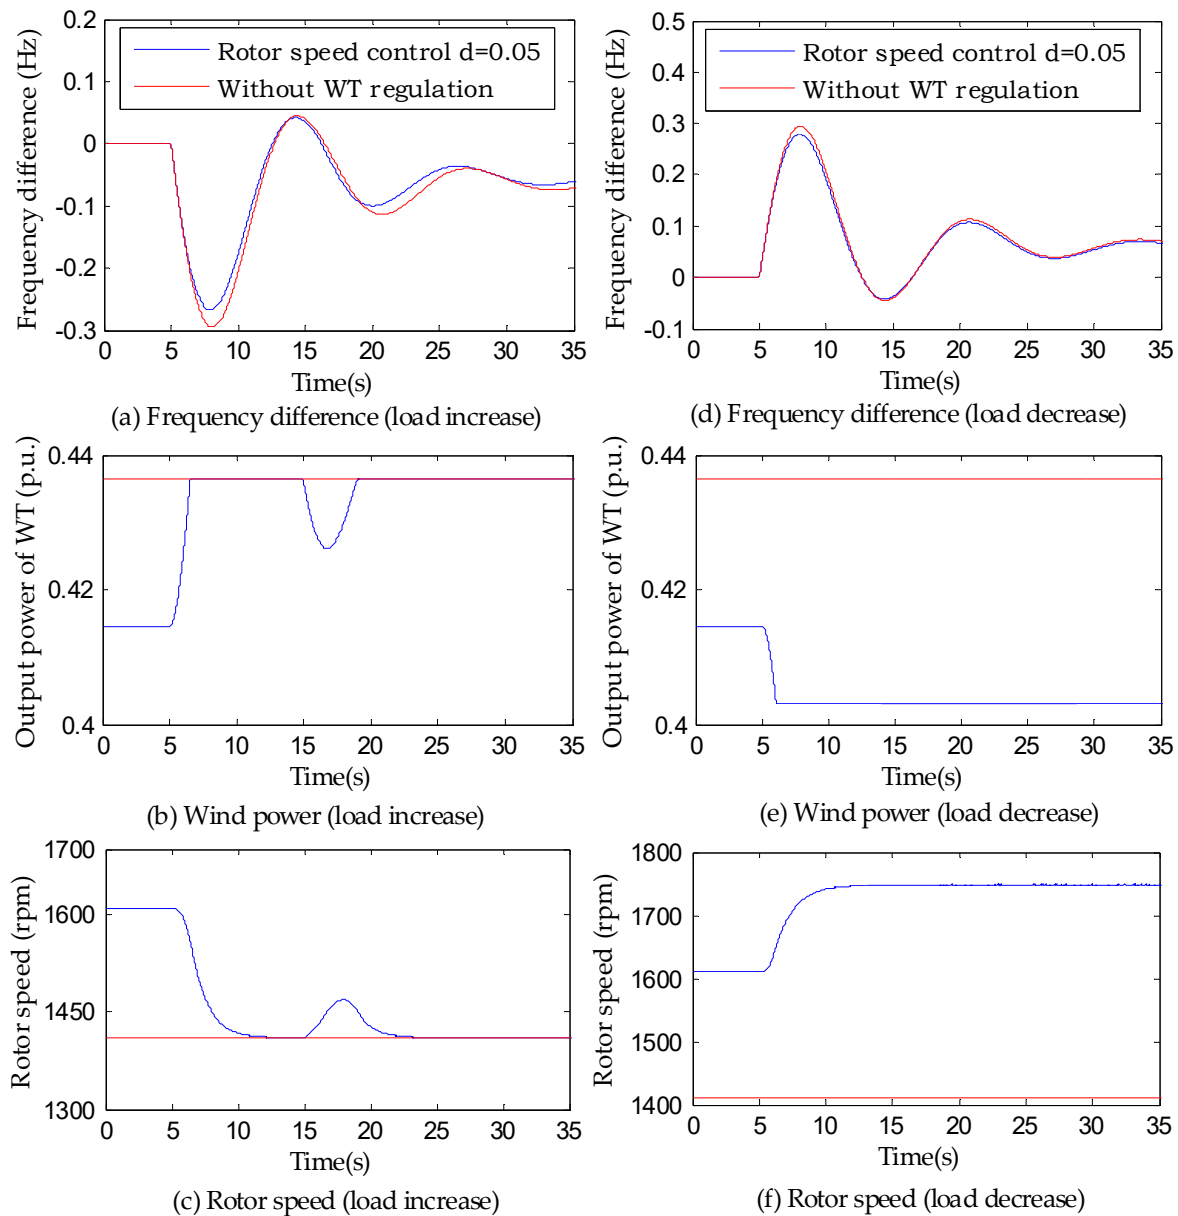 Frequency difference (Hz)
0.2
0.1
0
-0.1
-0.2
-0.3
Rotor speed control d=0.05
Without WT regulation
0 5 10 15 20 25 30 35
Time(s)
(a) Frequency difference (load increase)
Frequency difference (Hz)
0.5
0.4
0.3
0.2
0.1
0
-0.1
Rotor speed control d=0.05
Without WT regulation
0 5 10 15 20 25 30 35
Time(s)
(d) Frequency difference (load decrease)
Output power of WT (p.u.)
0.44
0.42
0.4
0 5 10 15 20 25 30 35
Time(s)
(b) Wind power (load increase)
Output power of WT (p.u.)
0.44
0.42
0.4
0 5 10 15 20 25 30 35
Time(s)
(e) Wind power (load decrease)
Rotor speed (rpm)
1700
1600
1450
1300
0 5 10 15 20 25 30 35
Time(s)
(c) Rotor speed (load increase)
Rotor speed (rpm)
1800
1700
1600
1500
1400
0 5 10 15 20 25 30 35
Time(s)
(f) Rotor speed (load decrease)